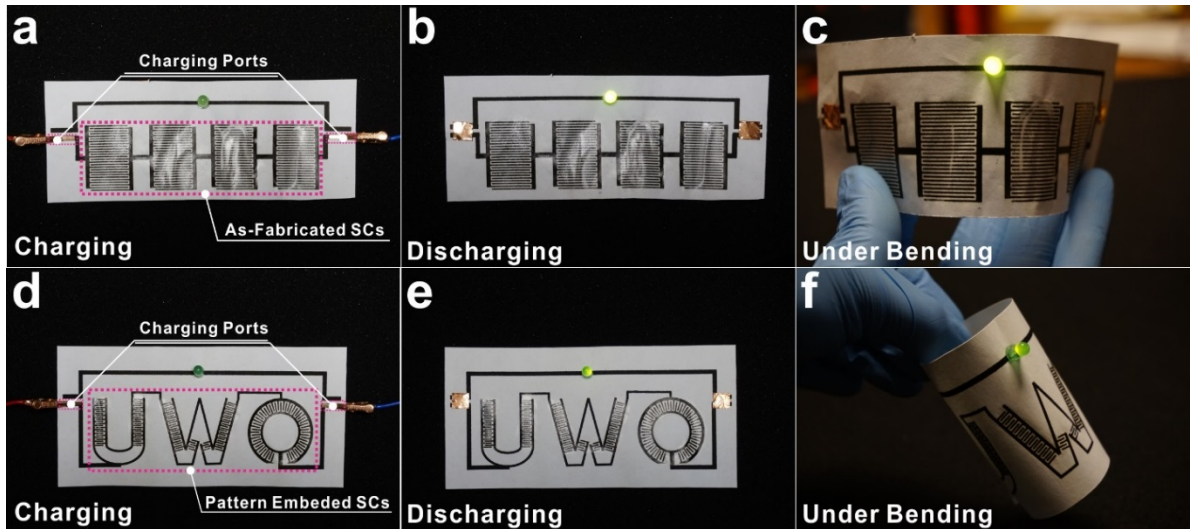 a
Charging Ports
As-Fabricated SCs
Charging
b
Discharging
c
Under Bending
d
Charging Ports
UWO
Pattern Embeded SCs
Charging
e
UWO
Discharging
f
W
Under Bending